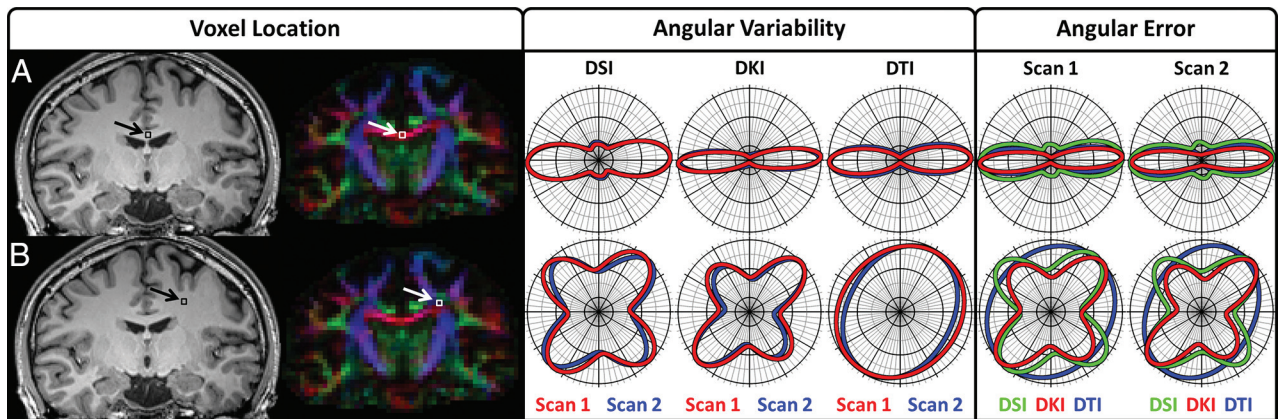 Voxel Location
Angular Variability
Angular Error
A
DSI
DKI
DTI
Scan 1
Scan 2
B
Scan 1 Scan 2
Scan 1 Scan 2
Scan 1 Scan 2
DSI DKI DTI
DSI DKI DTI